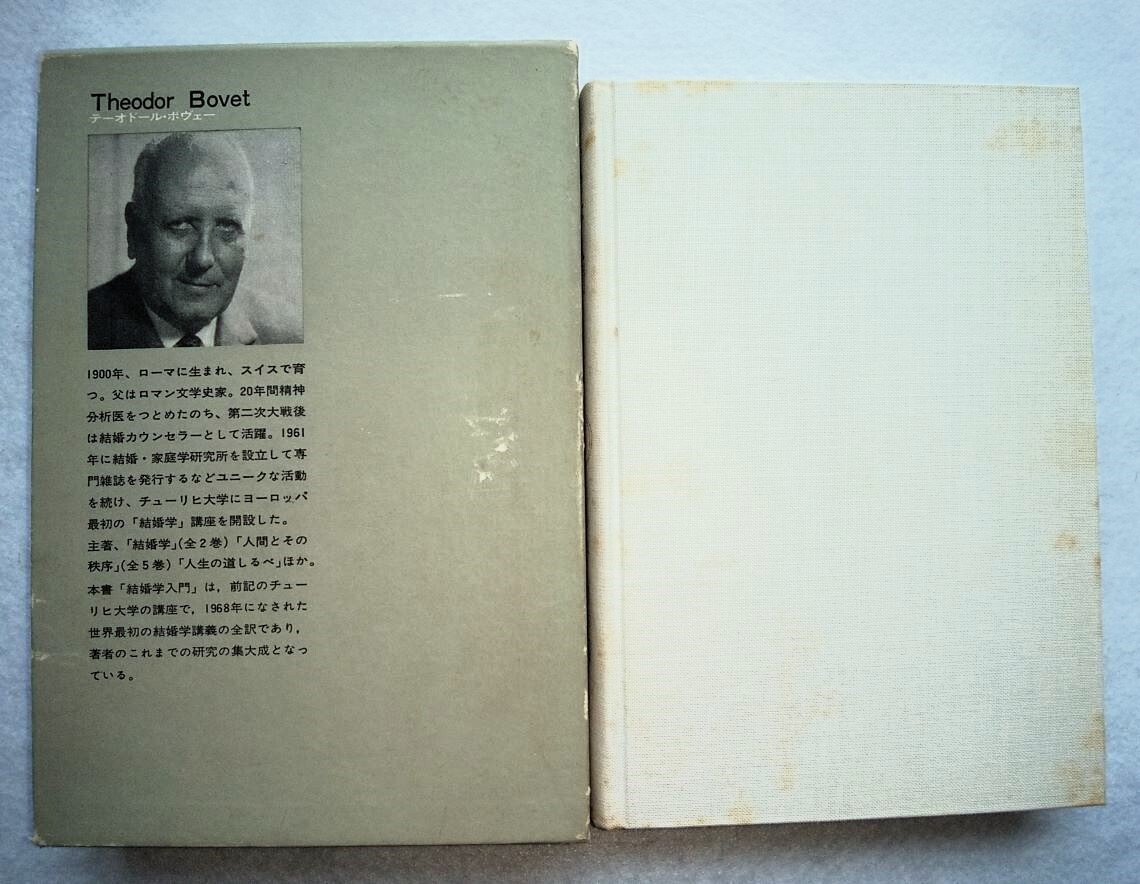 Theodor Bovet
テーオドール・ボヴェー
1900年、ローマに生まれ、スイスで育
つ。父はロマン文学史家。20年間精神
分析医をつとめたのち、第二次大戦後
は結婚カウンセラーとして活躍。1961
年に結婚・家庭学研究所を設立して専
門雑誌を発行するなどユニークな活動
を続け、チューリヒ大学にヨーロッパ
最初の「結婚学」講座を開設した。
主著、「結婚学」(全2巻)「人間とその
秩序」(全5巻)「人生の道しるべ」ほか。
本書「結婚学入門」は，前記のチュー
リヒ大学の講座で，1968年になされた
世界最初の結婚学講義の全訳であり，
著者のこれまでの研究の集大成となっ
ている。